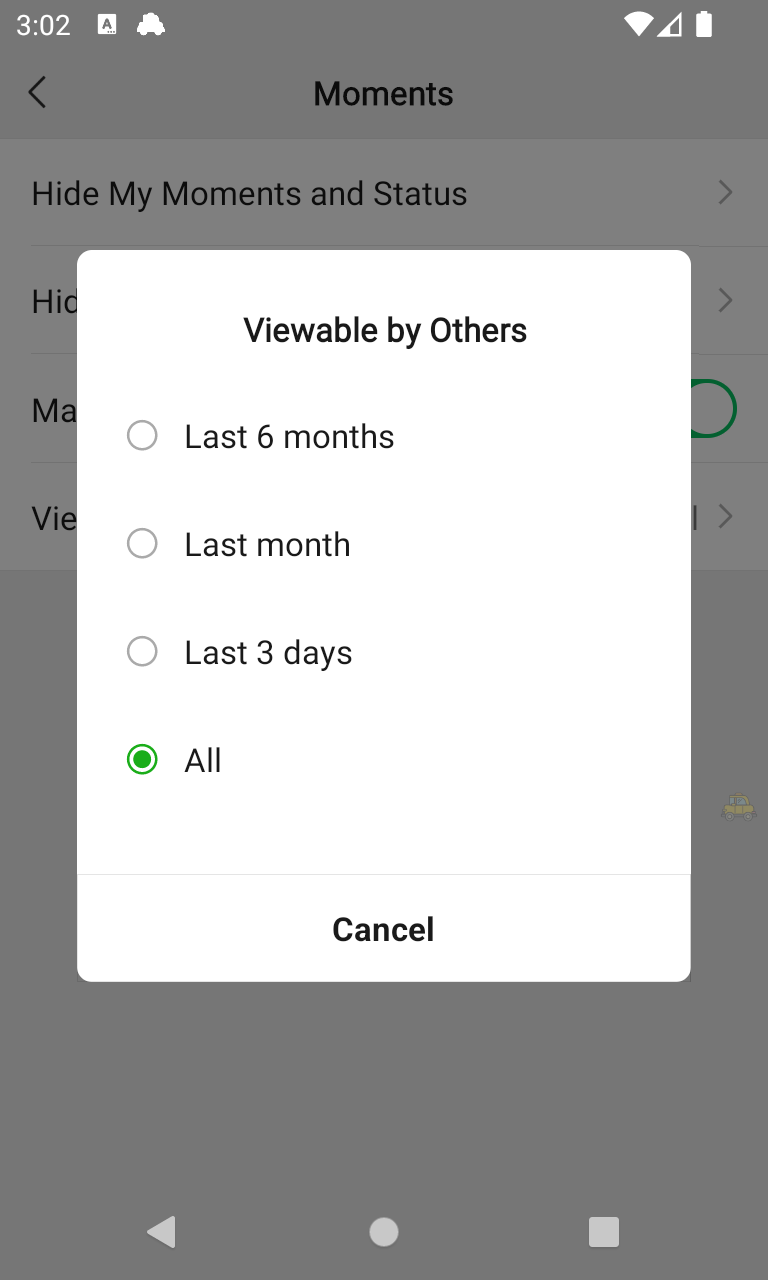 3:02
Moments
Hide My Moments and Status
Hid
Viewable by Others
Ma
Last 6 months
Vie
Last month
Last 3 days
All
Cancel